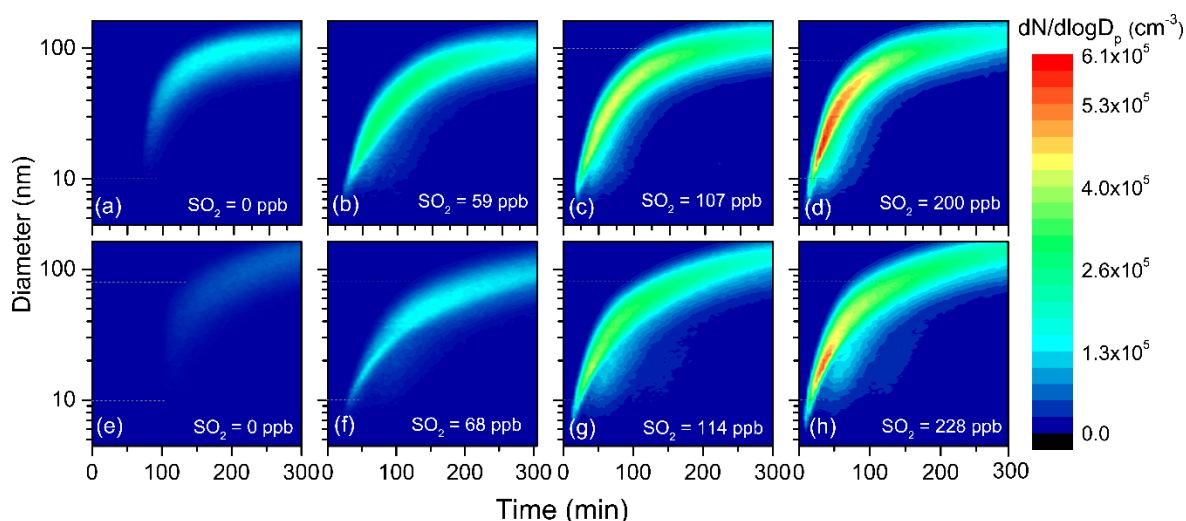 dN/dlogDₚ (cm⁻³)
100
10
(a) SO₂ = 0 ppb
(b) SO₂ = 59 ppb
(c) SO₂ = 107 ppb
(d) SO₂ = 200 ppb
6.1x10⁵
5.3x10⁵
4.0x10⁵
2.6x10⁵
1.3x10⁵
0.0
Diameter (nm)
100
10
(e) SO₂ = 0 ppb
(f) SO₂ = 68 ppb
(g) SO₂ = 114 ppb
(h) SO₂ = 228 ppb
0 100 200 300 0 100 200 300 0 100 200 300 0 100 200 300
Time (min)